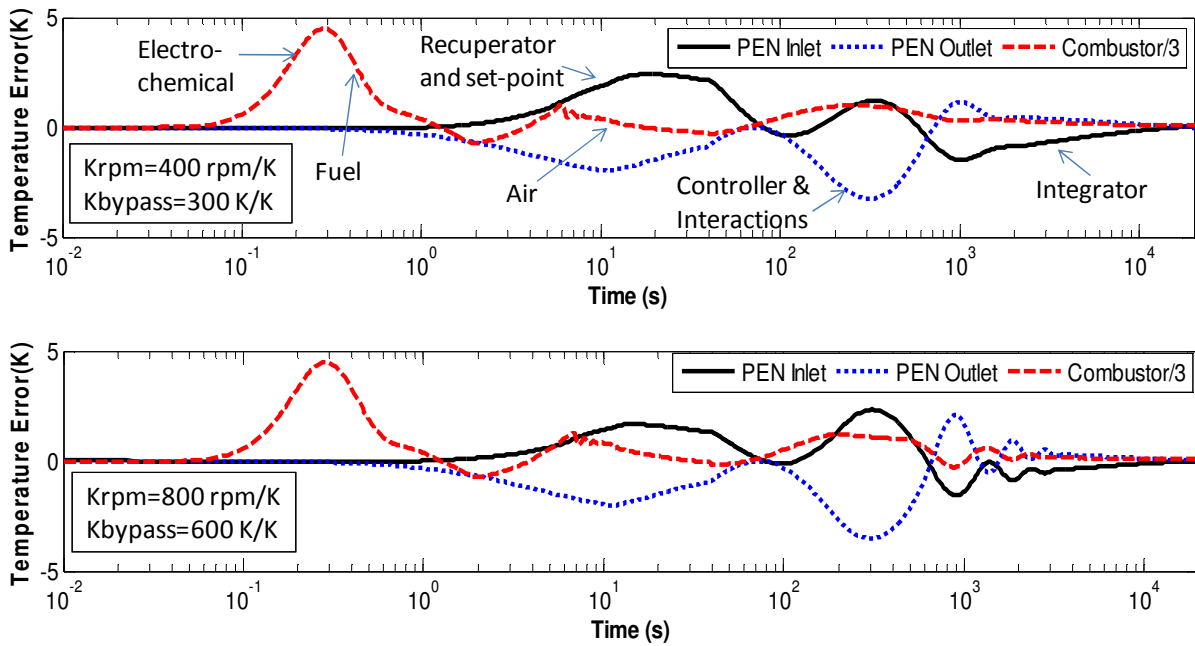 Temperature Error(K)
5
0
-5
Electro-
chemical
Fuel
Recuperator
and set-point
Air
Controller &
Interactions
Integrator
PEN Inlet PEN Outlet Combustor/3
Krpm=400 rpm/K
Kbypass=300 K/K
10^-2 10^-1 10^0 10^1 10^2 10^3 10^4
Time (s)
Temperature Error(K)
5
0
-5
PEN Inlet PEN Outlet Combustor/3
Krpm=800 rpm/K
Kbypass=600 K/K
10^-2 10^-1 10^0 10^1 10^2 10^3 10^4
Time (s)